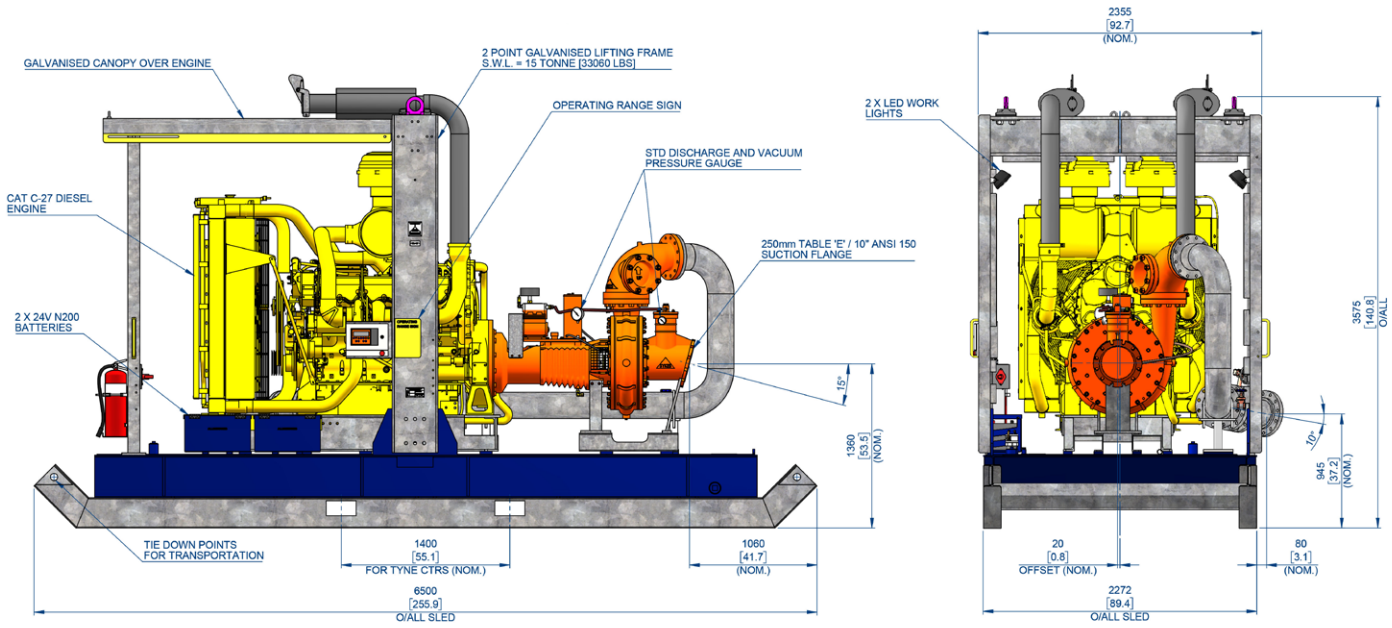 GALVANISED CANOPY OVER ENGINE
2 POINT GALVANISED LIFTING FRAME
S.W.L. = 15 TONNE [33060 LBS]
OPERATING RANGE SIGN
STD DISCHARGE AND VACUUM
PRESSURE GAUGE
CAT C-27 DIESEL
ENGINE
250mm TABLE 'E' / 10" ANSI 150
SUCTION FLANGE
2 X 24V N200
BATTERIES
OPERATING
15°
1360
[53.5]
(NOM.)
TIE DOWN POINTS
FOR TRANSPORTATION
1400
[55.1]
FOR TYNE CTRS (NOM.)
1060
[41.7]
(NOM.)
6500
[255.9]
O/ALL SLED
2355
[92.7]
(NOM.)
2 X LED WORK
LIGHTS
3575
[140.8]
O/ALL
10°
945
[37.2]
(NOM.)
20
[0.8]
OFFSET (NOM.)
80
[3.1]
(NOM.)
2272
[89.4]
O/ALL SLED